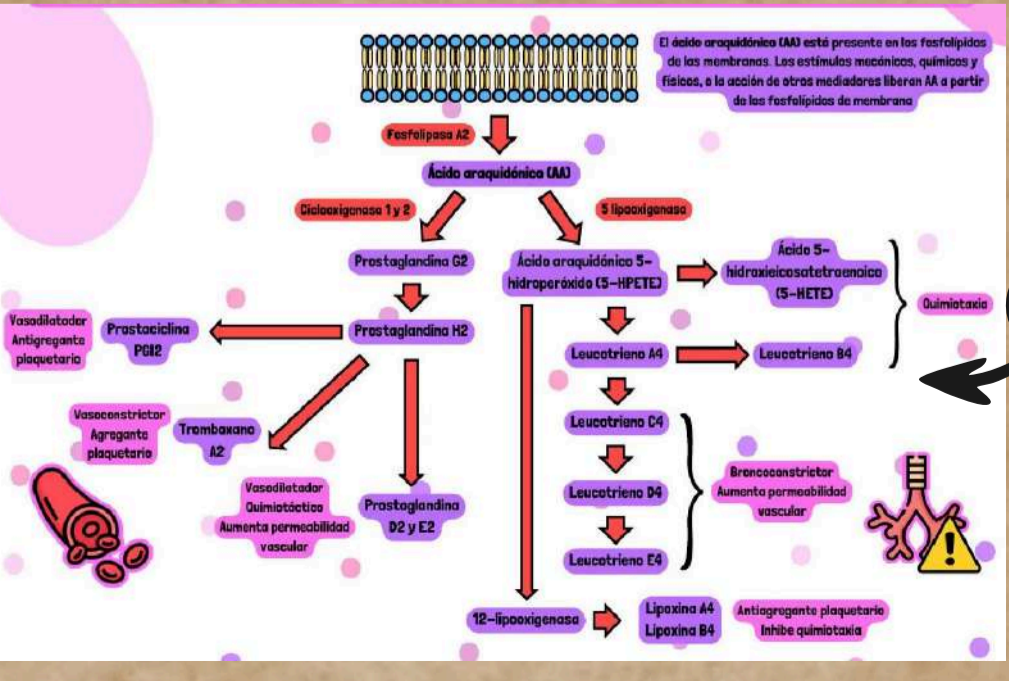 El ácido araquidónico (AA) está presente en los fosfolípidos
de las membranas. Los estímulos mecánicos, químicos y
físicos, o la acción de otros mediadores liberan AA a partir
de los fosfolípidos de membrana
Fosfolipasa A2
Ácido araquidónico (AA)
Ciclooxigenasa 1 y 2
5 lipooxigenasa
Prostaglandina G2
Ácido araquidónico 5-
hidroperóxido (5-HPETE)
Ácido 5-
hidroxieicosatetraenoico
(5-HETE)
Quimiotaxia
Vasodilatador
Antigregante
plaquetario
Prostaciclina
PGI2
Prostaglandina H2
Leucotrieno A4
Leucotrieno B4
Vasoconstrictor
Agregante
plaquetario
Tromboxano
A2
Leucotrieno C4
Vasodilatador
Quimiotáctico
Aumenta permeabilidad
vascular
Prostaglandina
D2 y E2
Leucotrieno D4
Broncoconstrictor
Aumenta permeabilidad
vascular
Leucotrieno E4
12-lipooxigenasa
Lipoxina A4
Lipoxina B4
Antiagregante plaquetario
Inhibe quimiotaxia